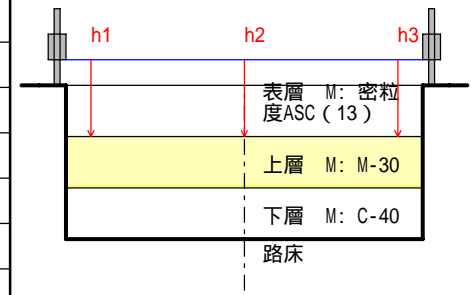 h1 h2 h3
表層 M: 密粒
度ASC（13）
上層 M: M-30
下層 M: C-40
路床